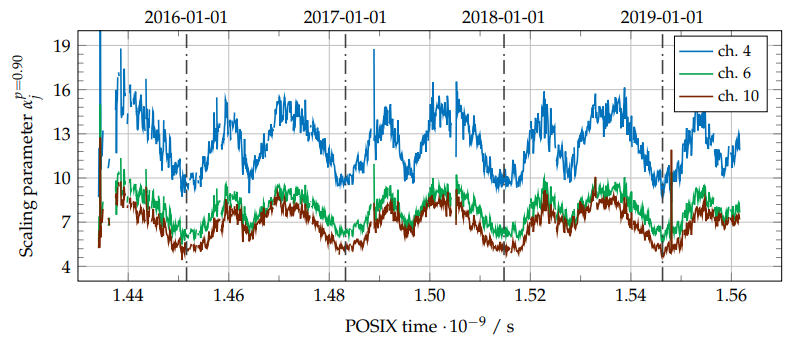 2016-01-01 2017-01-01 2018-01-01 2019-01-01
19
16
13
10
7
4
Scaling parameter α_j^{p=0.90}
ch. 4
ch. 6
ch. 10
1.44 1.46 1.48 1.50 1.52 1.54 1.56
POSIX time · 10⁻⁹ / s